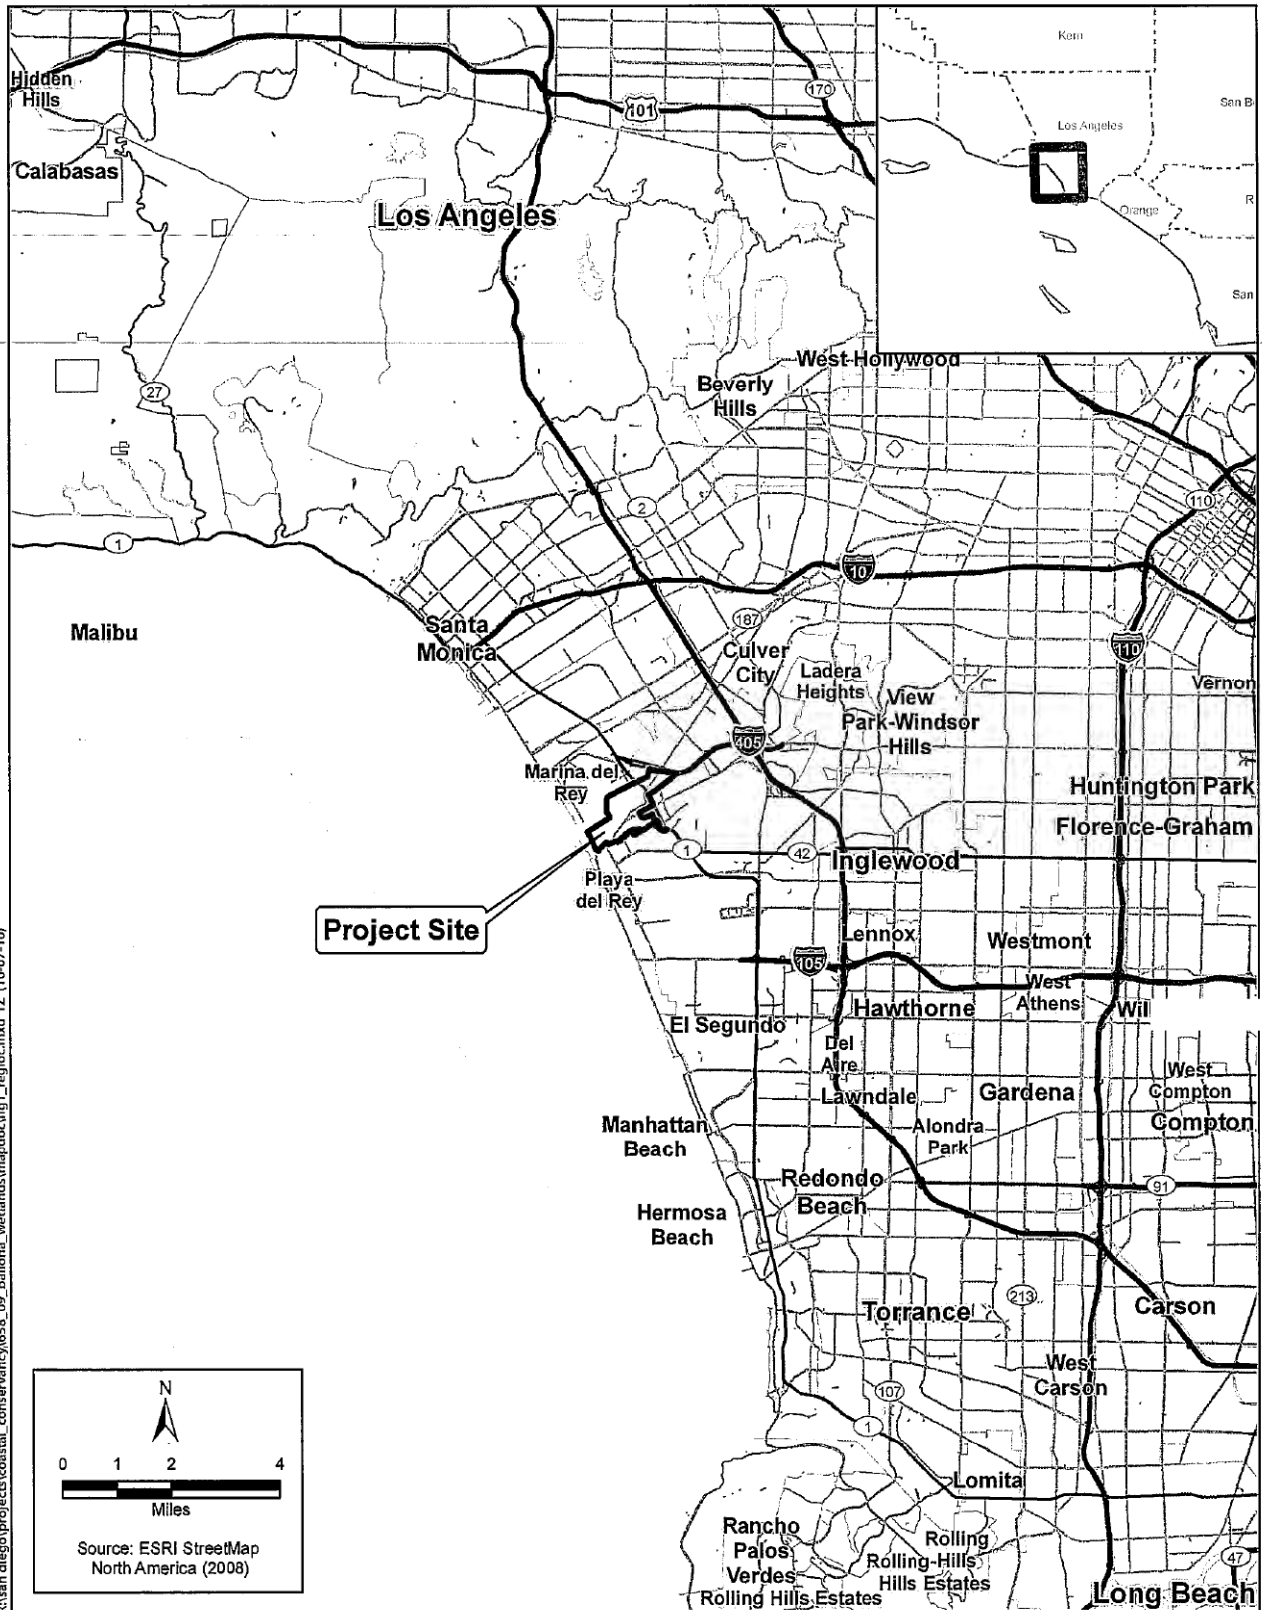 Kern
San B
Los Angeles
Orange
R
San
170
101
Hidden
Hills
Calabasas
Los Angeles
West Hollywood
Beverly
Hills
27
2
110
1
10
Malibu
Santa
Monica
187
Culver
City
110
Ladera
Heights
Vernon
View
Park-Windsor
Hills
405
Marina del
Rey
Huntington Park
Florence-Graham
1
42
Inglewood
Playa
del Rey
Project Site
Lennox
Westmont
105
West
Athens
Hawthorne
Wil
El Segundo
Del
Aire
West
Compton
Lawndale
Gardena
Manhattan
Beach
Alondra
Park
Compton
Redondo
Beach
91
Hermosa
Beach
213
Torrance
Carson
West
Carson
107
1
Lomita
Rancho
Palos
Verdes
Rolling
Rolling-Hills
Hills Estates
Rolling Hills Estates
47
Long Beach
N
0 1 2 4
Miles
Source: ESRI StreetMap
North America (2008)